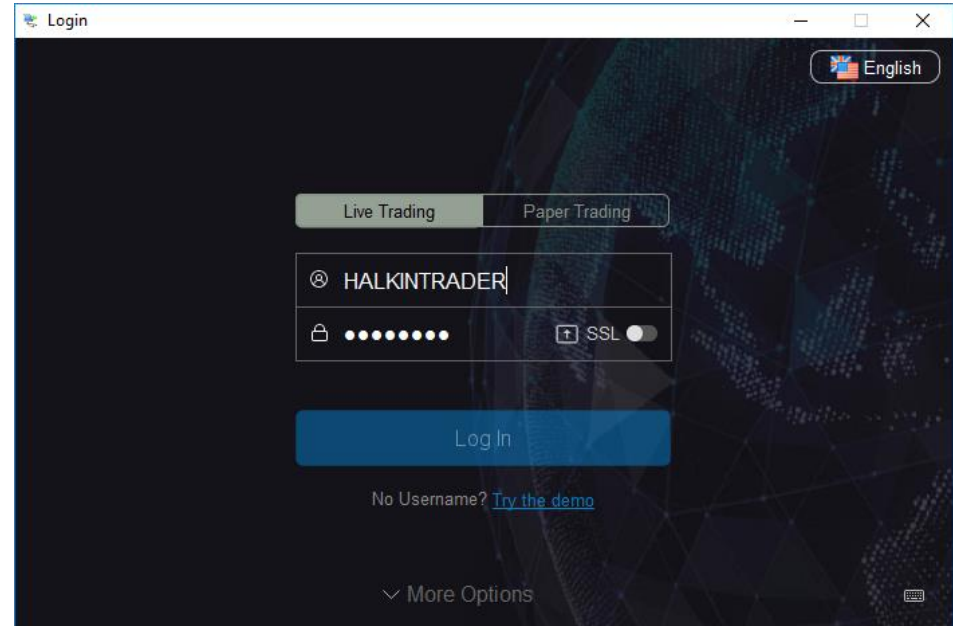 Login
English
Live Trading Paper Trading
HALKINTRADER
●●●●●●●● SSL
Log In
No Username? Try the demo
More Options